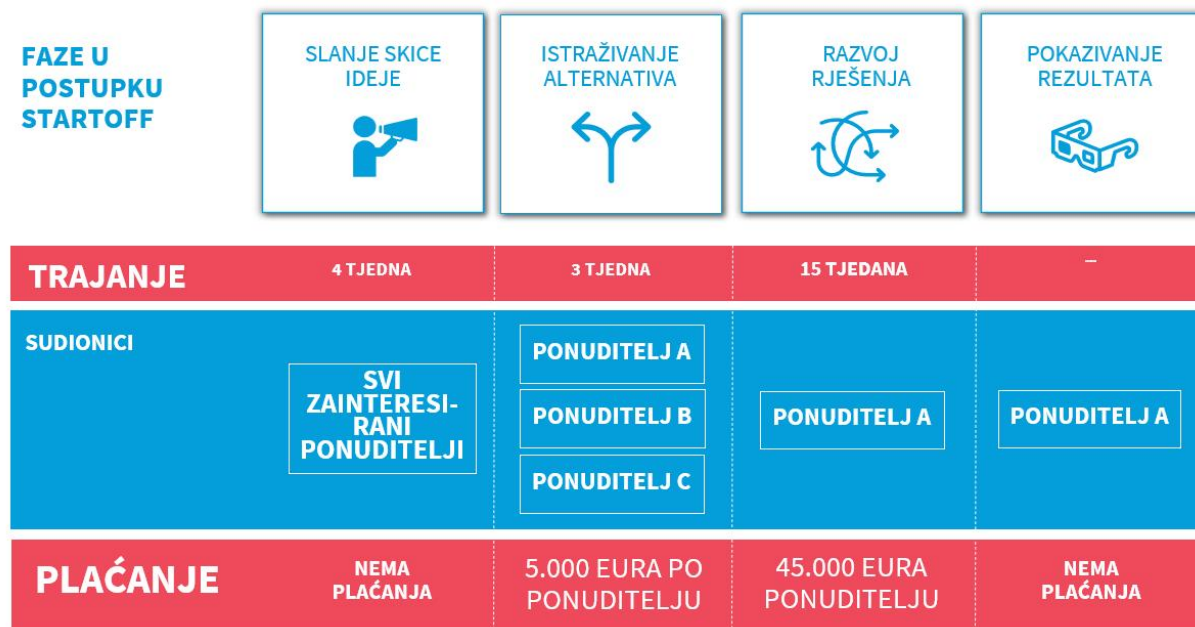 FAZE U
POSTUPKU
STARTOFF
SLANJE SKICE
IDEJE
ISTRAŽIVANJE
ALTERNATIVA
RAZVOJ
RJEŠENJA
POKAZIVANJE
REZULTATA
TRAJANJE
4 TJEDNA
3 TJEDNA
15 TJEDANA
—
SUDIONICI
SVI
ZAINTERESI-
RANI
PONUDITELJI
PONUDITELJ A
PONUDITELJ B
PONUDITELJ C
PONUDITELJ A
PONUDITELJ A
PLAĆANJE
NEMA
PLAĆANJA
5.000 EURA PO
PONUDITELJU
45.000 EURA
PONUDITELJU
NEMA
PLAĆANJA